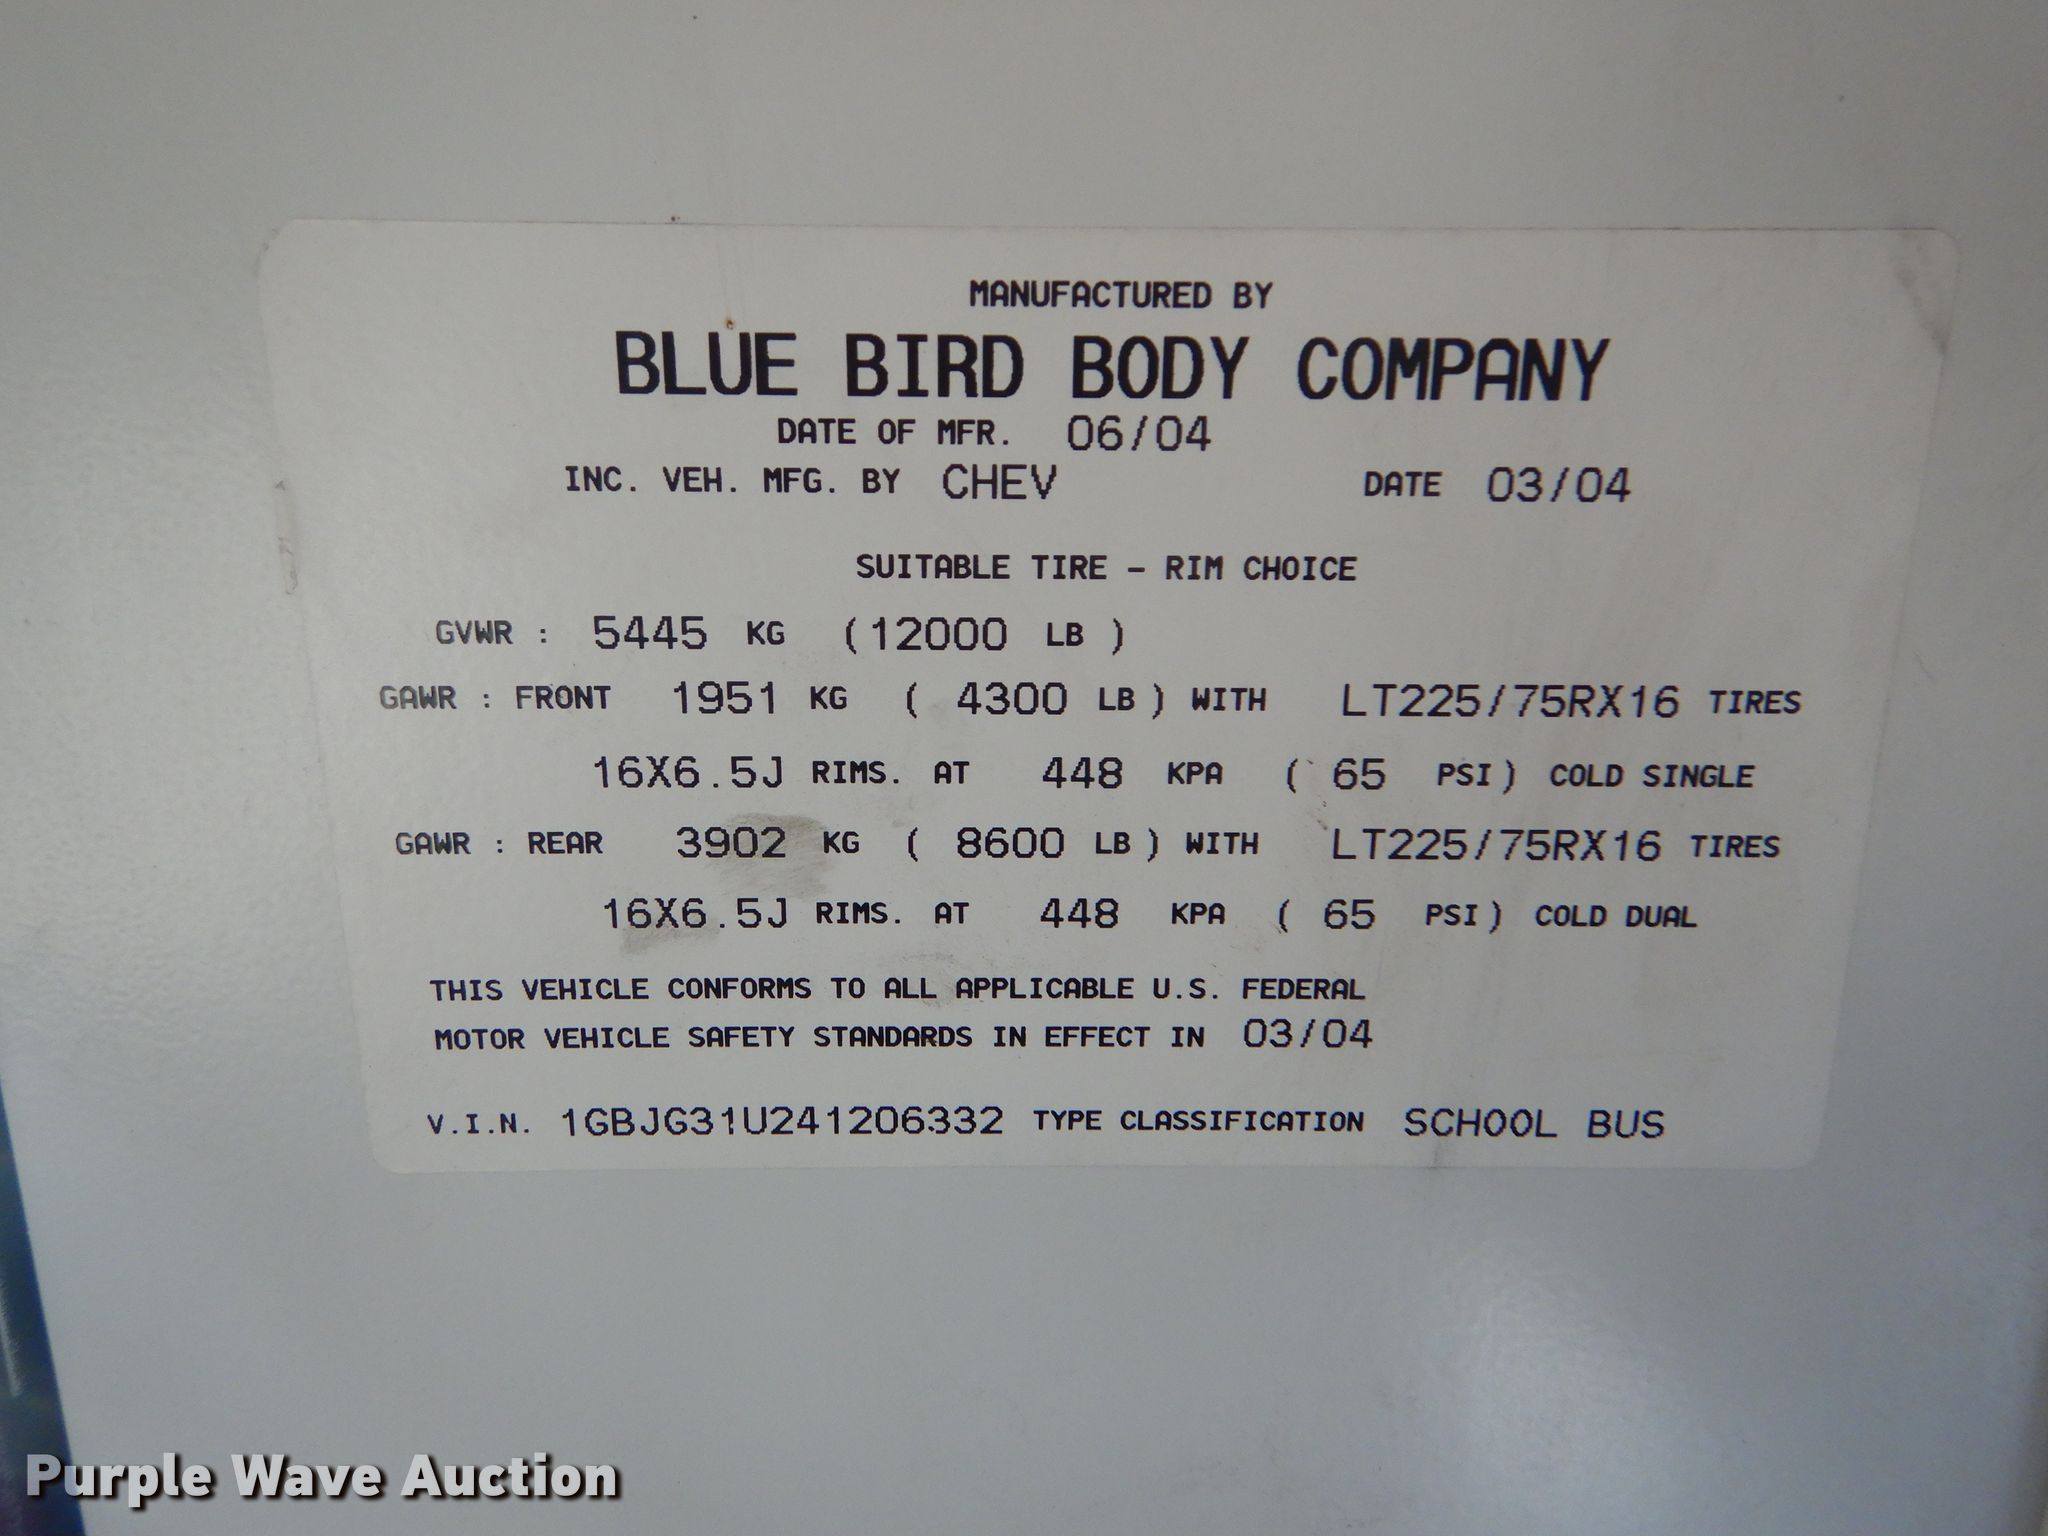 MANUFACTURED BY
BLUE BIRD BODY COMPANY
DATE OF MFR. 06/04
INC. VEH. MFG. BY CHEV DATE 03/04
SUITABLE TIRE - RIM CHOICE
GVWR : 5445 KG (12000 LB )
GAWR : FRONT 1951 KG ( 4300 LB ) WITH LT225/75RX16 TIRES
16X6.5J RIMS. AT 448 KPA ( 65 PSI ) COLD SINGLE
GAWR : REAR 3902 KG ( 8600 LB ) WITH LT225/75RX16 TIRES
16X6.5J RIMS. AT 448 KPA ( 65 PSI ) COLD DUAL
THIS VEHICLE CONFORMS TO ALL APPLICABLE U.S. FEDERAL
MOTOR VEHICLE SAFETY STANDARDS IN EFFECT IN 03/04
V.I.N. 1GBJG31U241206332 TYPE CLASSIFICATION SCHOOL BUS
Purple Wave Auction